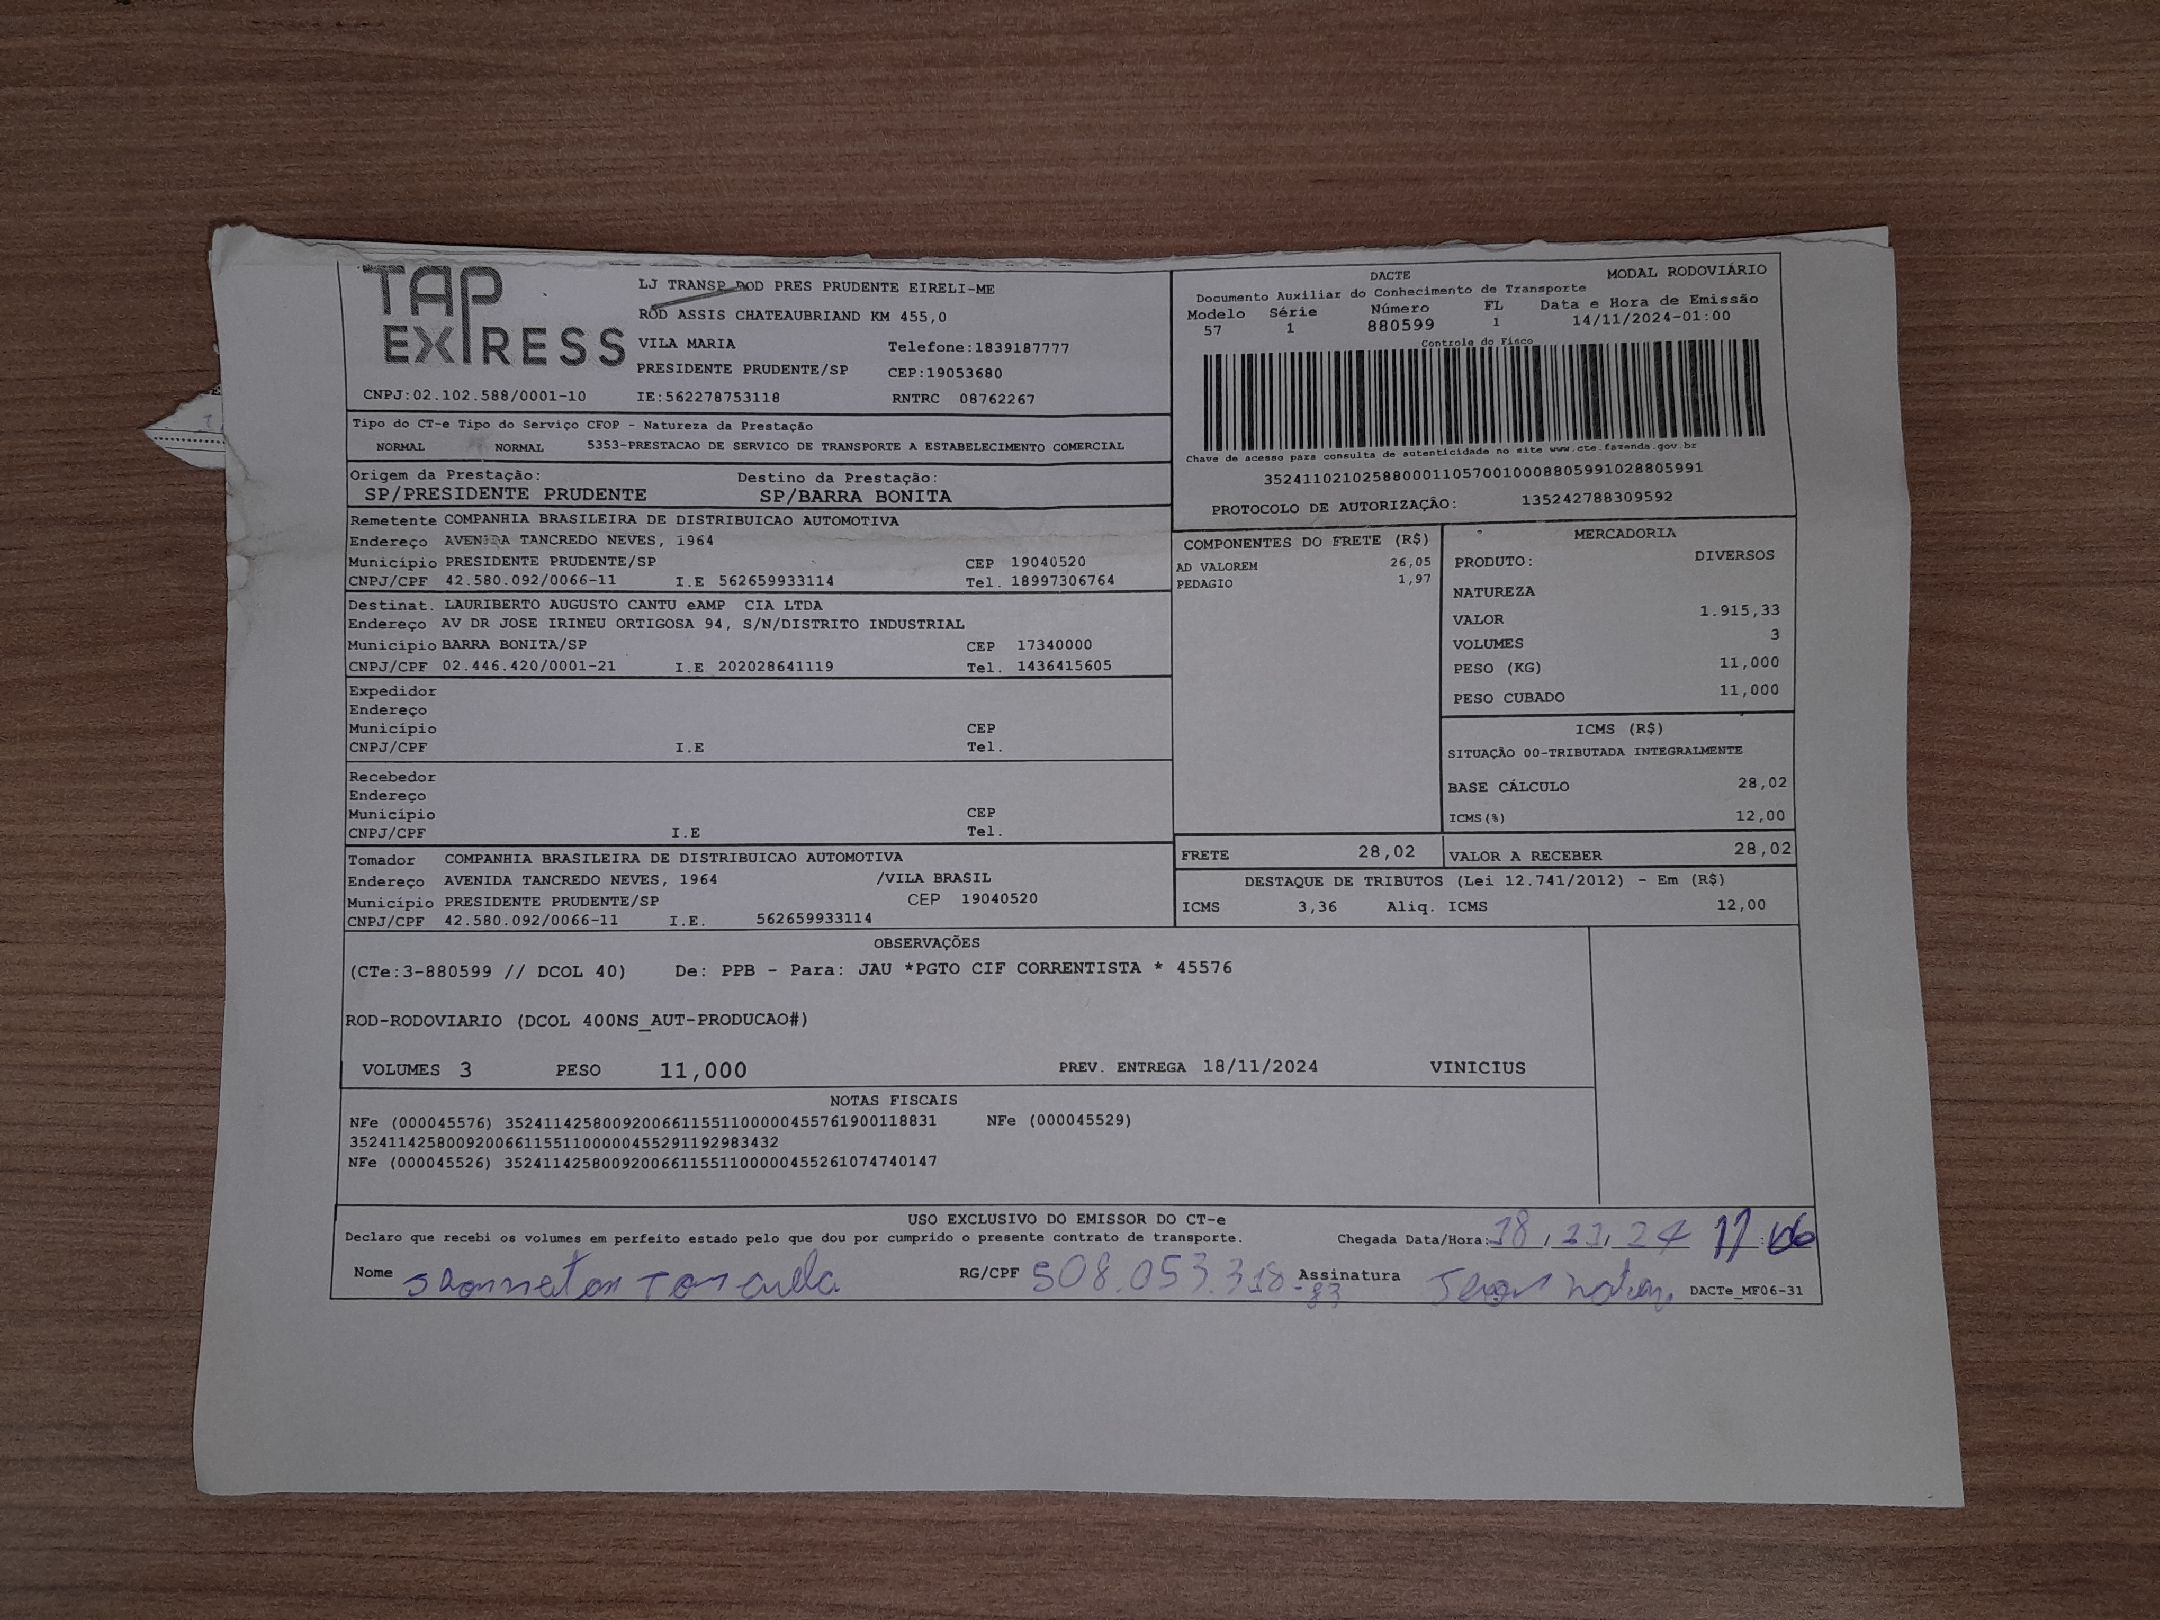 TAP
EXPRESS
LJ TRANSP ROD PRES PRUDENTE EIRELI-ME
ROD ASSIS CHATEAUBRIAND KM 455,0
VILA MARIA Telefone:1839187777
PRESIDENTE PRUDENTE/SP CEP:19053680
CNPJ:02.102.588/0001-10 IE:562278753118 RNTRC 08762267
DACTE MODAL RODOVIÁRIO
Documento Auxiliar do Conhecimento de Transporte
Modelo Série Número FL Data e Hora de Emissão
57 1 880599 1 14/11/2024-01:00
Controle do Fisco
Chave de acesso para consulta de autenticidade no site www.cte.fazenda.gov.br
35241102102588000110570010008805991028805991
PROTOCOLO DE AUTORIZAÇÃO: 135242788309592
Tipo do CT-e Tipo do Serviço CFOP - Natureza da Prestação
NORMAL NORMAL 5353-PRESTACAO DE SERVICO DE TRANSPORTE A ESTABELECIMENTO COMERCIAL
Origem da Prestação: Destino da Prestação:
SP/PRESIDENTE PRUDENTE SP/BARRA BONITA
Remetente COMPANHIA BRASILEIRA DE DISTRIBUICAO AUTOMOTIVA
Endereço AVENIDA TANCREDO NEVES, 1964
Município PRESIDENTE PRUDENTE/SP CEP 19040520
CNPJ/CPF 42.580.092/0066-11 I.E 562659933114 Tel. 18997306764
Destinat. LAURIBERTO AUGUSTO CANTU eAMP CIA LTDA
Endereço AV DR JOSE IRINEU ORTIGOSA 94, S/N/DISTRITO INDUSTRIAL
Município BARRA BONITA/SP CEP 17340000
CNPJ/CPF 02.446.420/0001-21 I.E 202028641119 Tel. 1436415605
Expedidor
Endereço
Município CEP
CNPJ/CPF I.E Tel.
Recebedor
Endereço
Município CEP
CNPJ/CPF I.E Tel.
Tomador COMPANHIA BRASILEIRA DE DISTRIBUICAO AUTOMOTIVA
Endereço AVENIDA TANCREDO NEVES, 1964 /VILA BRASIL
Município PRESIDENTE PRUDENTE/SP CEP 19040520
CNPJ/CPF 42.580.092/0066-11 I.E. 562659933114
COMPONENTES DO FRETE (R$)
AD VALOREM 26,05
PEDAGIO 1,97
MERCADORIA
PRODUTO: DIVERSOS
NATUREZA
VALOR 1.915,33
VOLUMES 3
PESO (KG) 11,000
PESO CUBADO 11,000
ICMS (R$)
SITUAÇÃO 00-TRIBUTADA INTEGRALMENTE
BASE CÁLCULO 28,02
ICMS(%) 12,00
FRETE 28,02 VALOR A RECEBER 28,02
DESTAQUE DE TRIBUTOS (Lei 12.741/2012) - Em (R$)
ICMS 3,36 Aliq. ICMS 12,00
OBSERVAÇÕES
(CTe:3-880599 // DCOL 40) De: PPB - Para: JAU *PGTO CIF CORRENTISTA * 45576
ROD-RODOVIARIO (DCOL 400NS_AUT-PRODUCAO#)
VOLUMES 3 PESO 11,000 PREV. ENTREGA 18/11/2024 VINICIUS
NOTAS FISCAIS
NFe (000045576) 35241142580092006611551100000455761900118831 NFe (000045529)
35241142580092006611551100000455291192983432
NFe (000045526) 35241142580092006611551100000455261074740147
USO EXCLUSIVO DO EMISSOR DO CT-e
Declaro que recebi os volumes em perfeito estado pelo que dou por cumprido o presente contrato de transporte. Chegada Data/Hora: 18,11,24 11:06
Nome RG/CPF 508.053.318-83 Assinatura DACTe_MF06-31